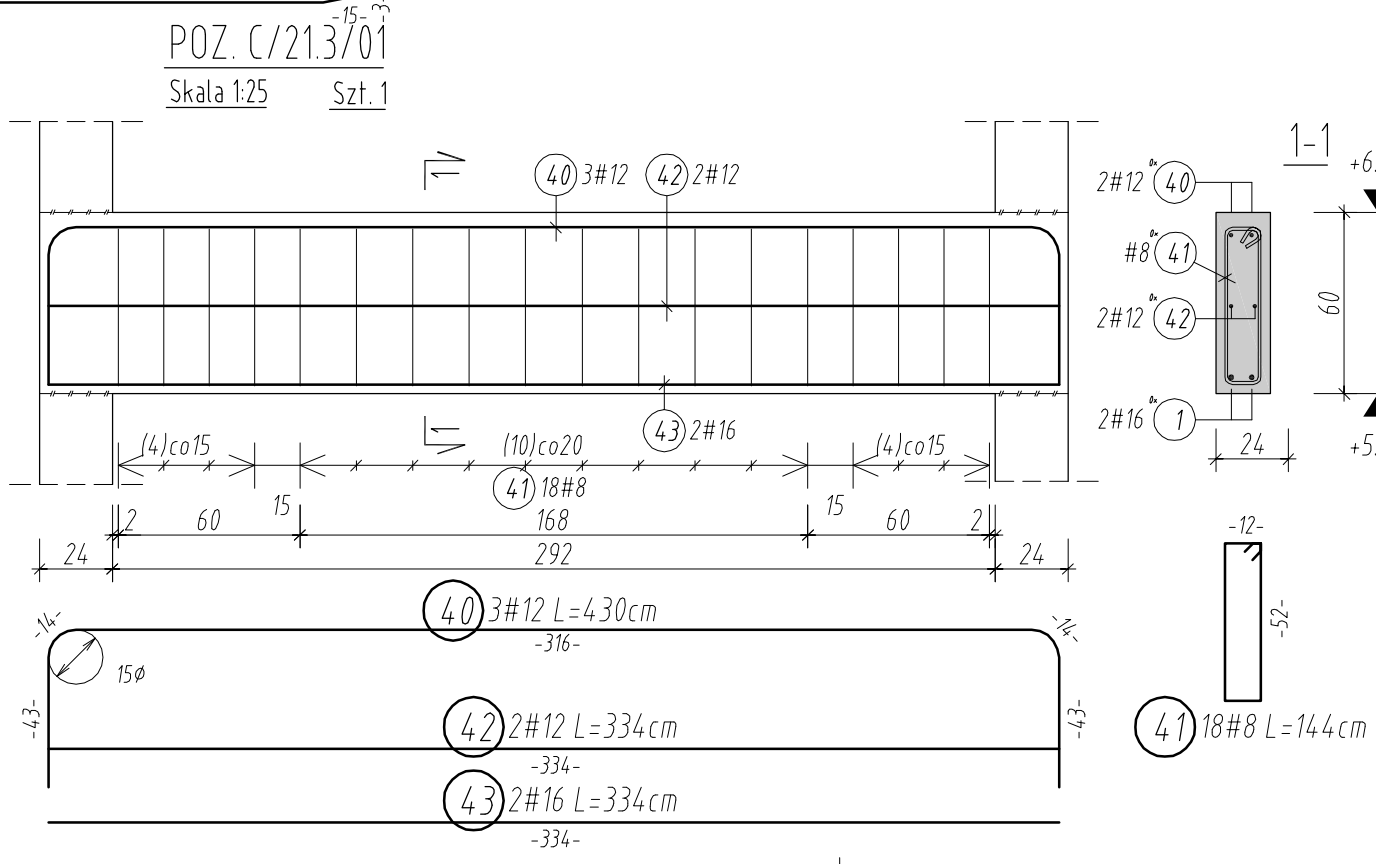 -15-
POZ. C/21.3/01
Skala 1:25 Szt. 1
1-1
1
40 3#12 42 2#12
2#12 40
#8 41
2#12 42
2#16 1
60
24
43 2#16
1
(4)co15 (10)co20 (4)co15
41 18#8
15 15
2 60 168 60 2
24 292 24
40 3#12 L=430cm
-316-
-14- -14-
15ø
-43- -43-
42 2#12 L=334cm
-334-
43 2#16 L=334cm
-334-
-12-
-52-
41 18#8 L=144cm